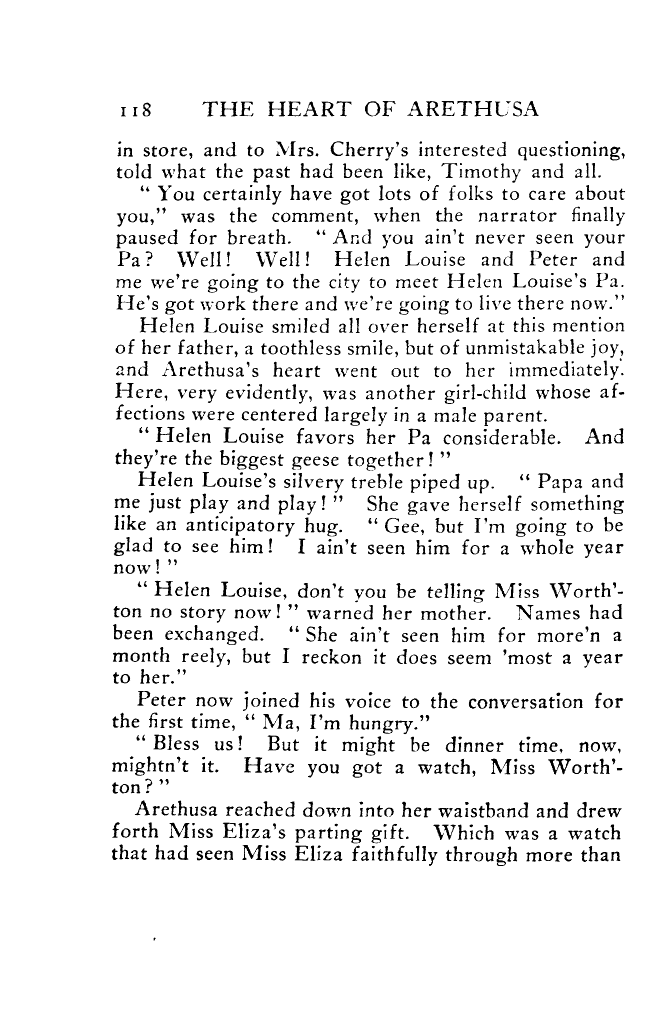 118 THE HEART OF ARETHUSA
in store, and to Mrs. Cherry's interested questioning,
told what the past had been like, Timothy and all.
“ You certainly have got lots of folks to care about
you,” was the comment, when the narrator finally
paused for breath. “ And you ain't never seen your
Pa? Well! Well! Helen Louise and Peter and
me we're going to the city to meet Helen Louise's Pa.
He's got work there and we're going to live there now.”
Helen Louise smiled all over herself at this mention
of her father, a toothless smile, but of unmistakable joy,
and Arethusa's heart went out to her immediately.
Here, very evidently, was another girl-child whose af-
fections were centered largely in a male parent.
“ Helen Louise favors her Pa considerable. And
they're the biggest geese together! ”
Helen Louise's silvery treble piped up. “ Papa and
me just play and play! ” She gave herself something
like an anticipatory hug. “ Gee, but I'm going to be
glad to see him! I ain't seen him for a whole year
now! ”
“ Helen Louise, don't you be telling Miss Worth'-
ton no story now! ” warned her mother. Names had
been exchanged. “ She ain't seen him for more'n a
month reely, but I reckon it does seem 'most a year
to her.”
Peter now joined his voice to the conversation for
the first time, “ Ma, I'm hungry.”
“ Bless us! But it might be dinner time, now,
mightn't it. Have you got a watch, Miss Worth'-
ton? ”
Arethusa reached down into her waistband and drew
forth Miss Eliza's parting gift. Which was a watch
that had seen Miss Eliza faithfully through more than